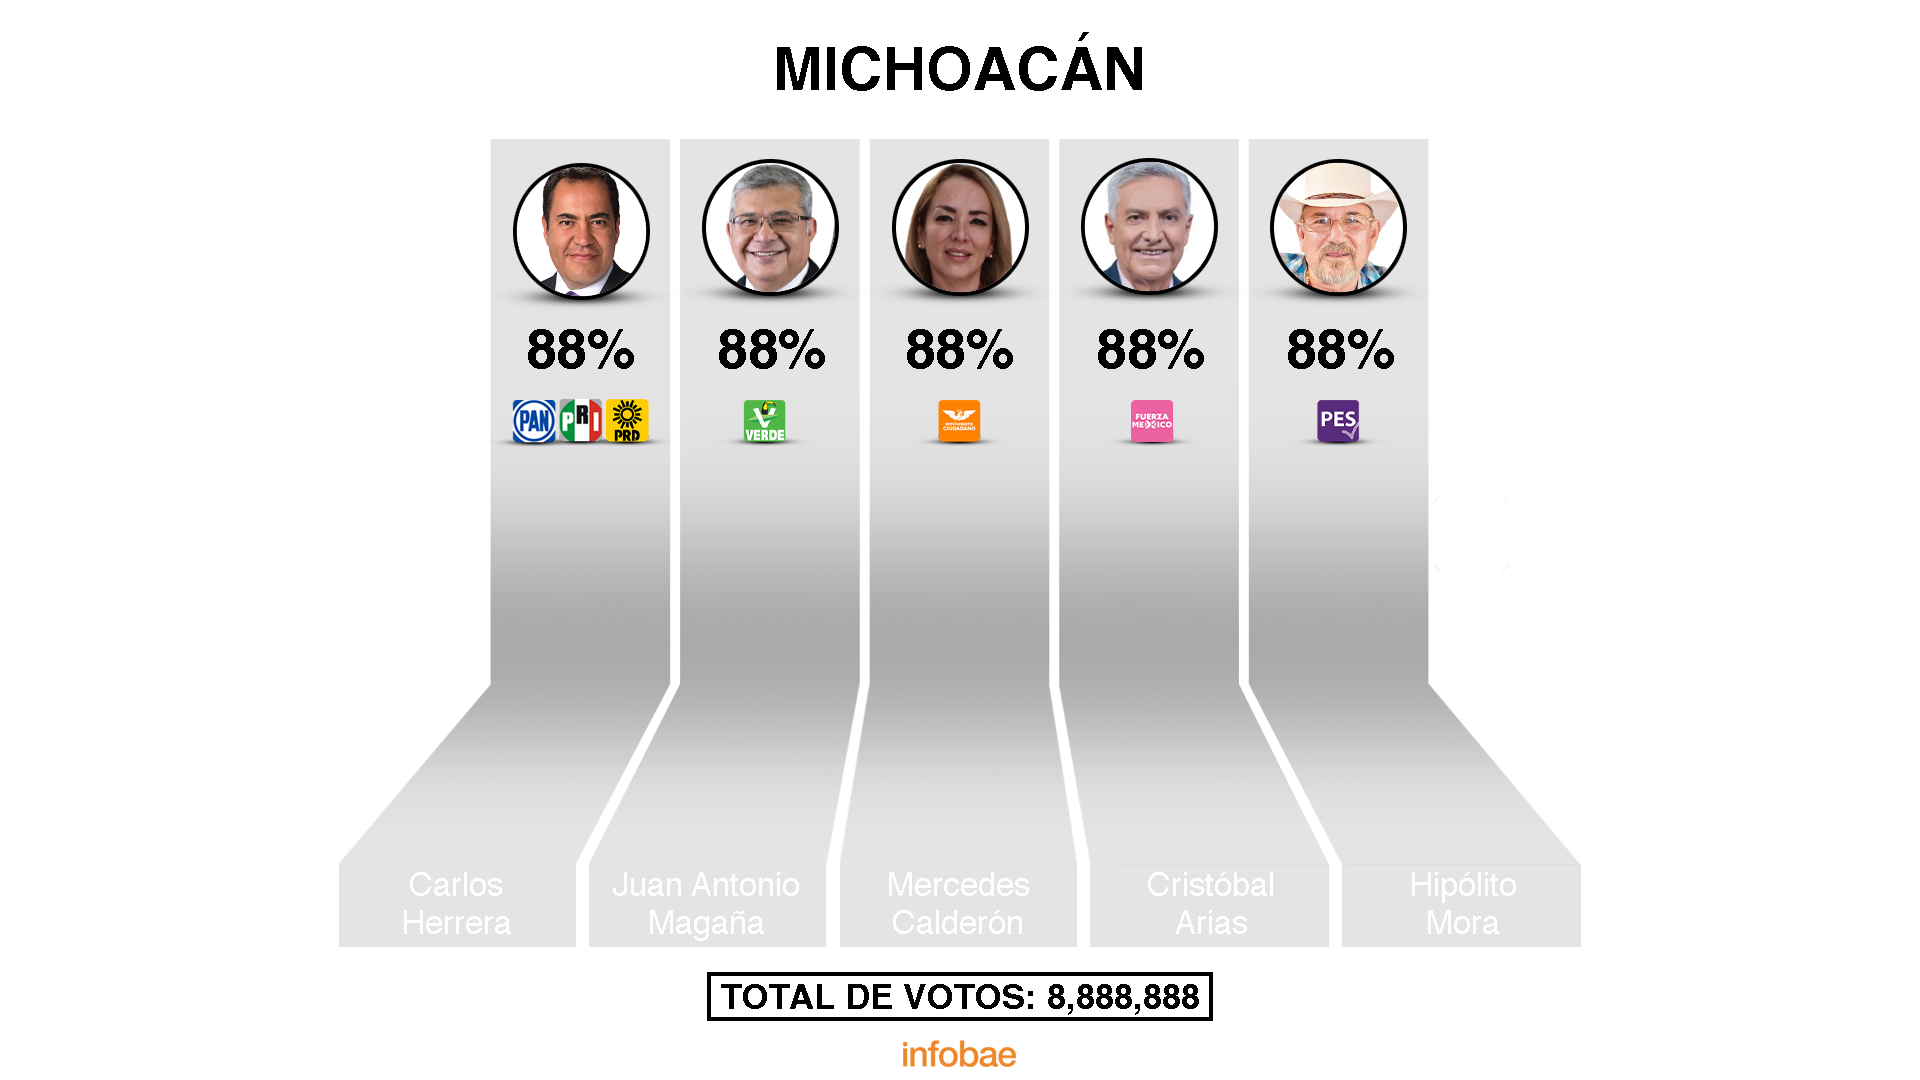 MICHOACÁN
88% 88% 88% 88% 88%
PAN PRI PRD VERDE MOVIMIENTO CIUDADANO FUERZA MEXICO PES
Carlos Herrera
Juan Antonio Magaña
Mercedes Calderón
Cristóbal Arias
Hipólito Mora
TOTAL DE VOTOS: 8,888,888
infobae